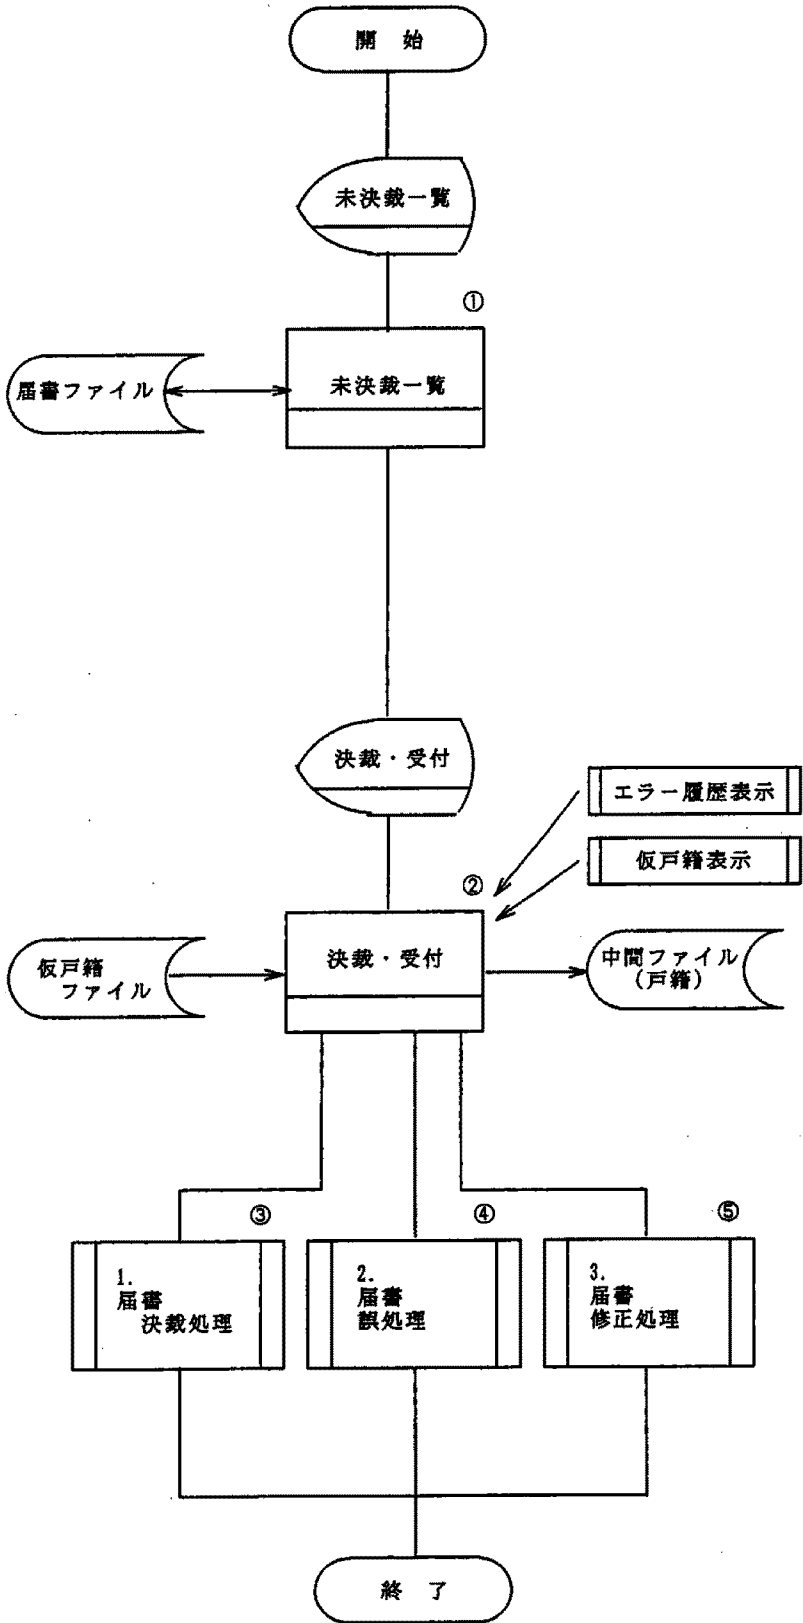 開 始
未決裁一覧
①
届書ファイル
未決裁一覧
決裁・受付
エラー履歴表示
仮戸籍表示
②
仮戸籍
ファイル
決裁・受付
中間ファイル
(戸籍)
③
1.
届書
決裁処理
④
2.
届書
誤処理
⑤
3.
届書
修正処理
終 了